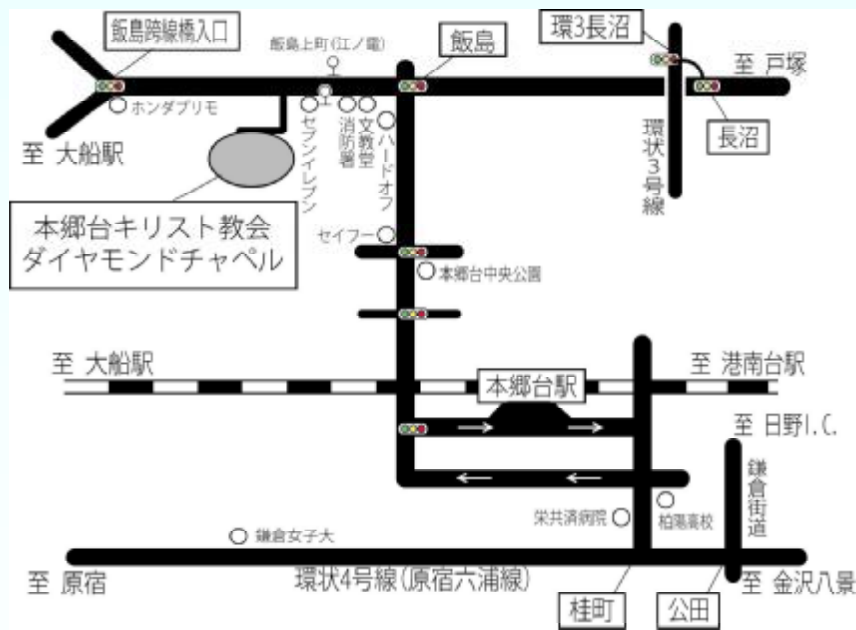 飯島跨線橋入口
飯島上町(江ノ電)
飯島
環3長沼
至 戸塚
ホンダプリモ
セブンイレブン
消防署
文教堂
ハードオフ
環状3号線
長沼
至 大船駅
本郷台キリスト教会
ダイヤモンドチャペル
セイフー
本郷台中央公園
至 大船駅
本郷台駅
至 港南台駅
至 日野I.C.
鎌倉街道
栄共済病院
柏陽高校
鎌倉女子大
至 原宿
環状4号線(原宿六浦線)
桂町
公田
至 金沢八景